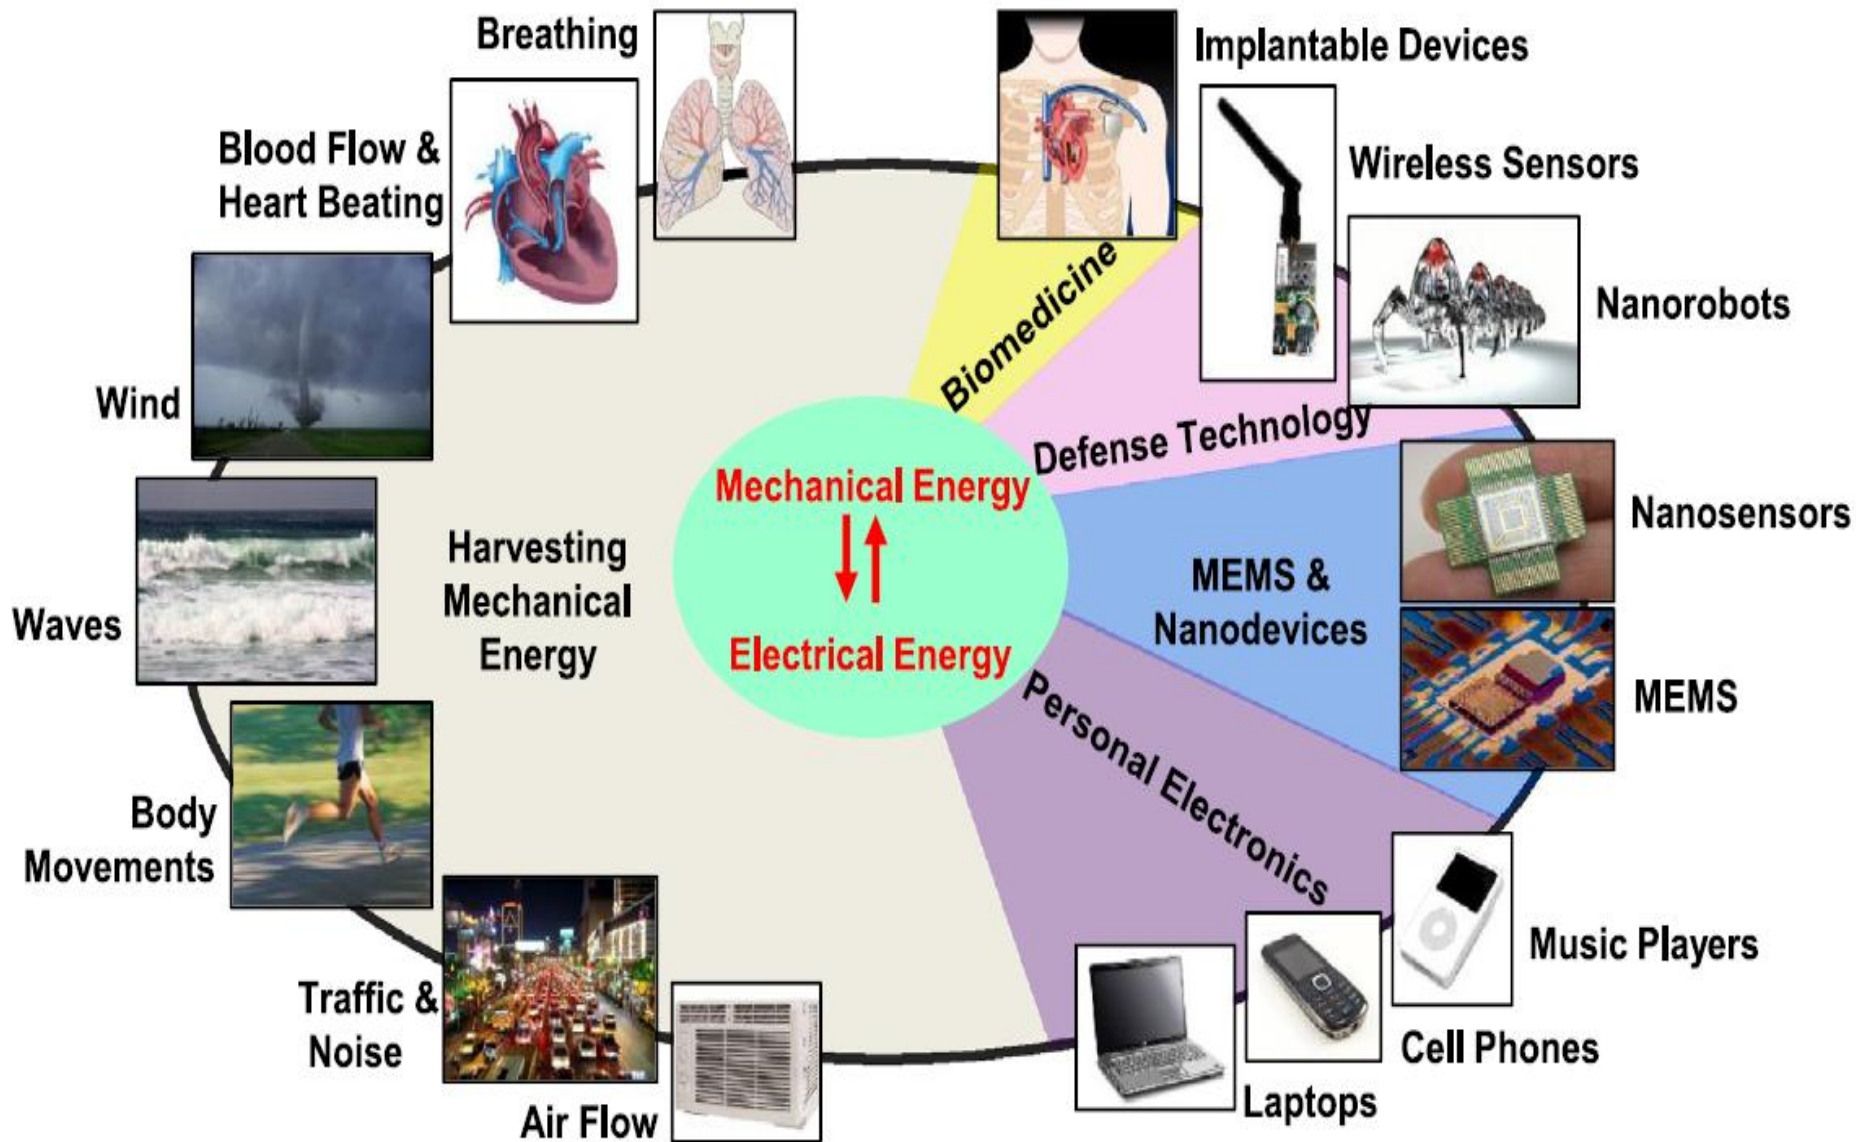 Breathing
Implantable Devices
Blood Flow &
Heart Beating
Wireless Sensors
Nanorobots
Wind
Biomedicine
Defense Technology
Mechanical Energy
Electrical Energy
Harvesting
Mechanical
Energy
Nanosensors
MEMS &
Nanodevices
Waves
MEMS
Personal Electronics
Body
Movements
Music Players
Traffic &
Noise
Cell Phones
Laptops
Air Flow